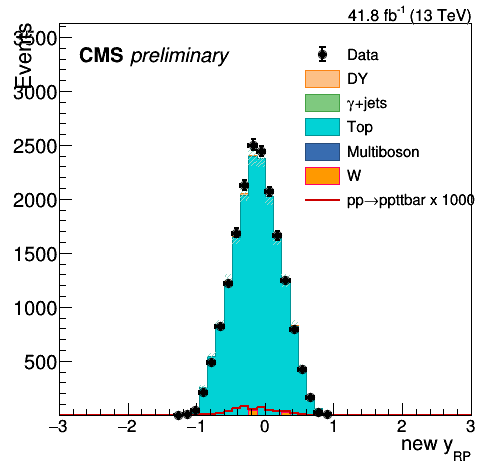 41.8 fb⁻¹ (13 TeV)
Events
CMS preliminary
Data
DY
γ+jets
Top
Multiboson
W
pp→ppttbar x 1000
3500
3000
2500
2000
1500
1000
500
−3 −2 −1 0 1 2 3
new y_RP